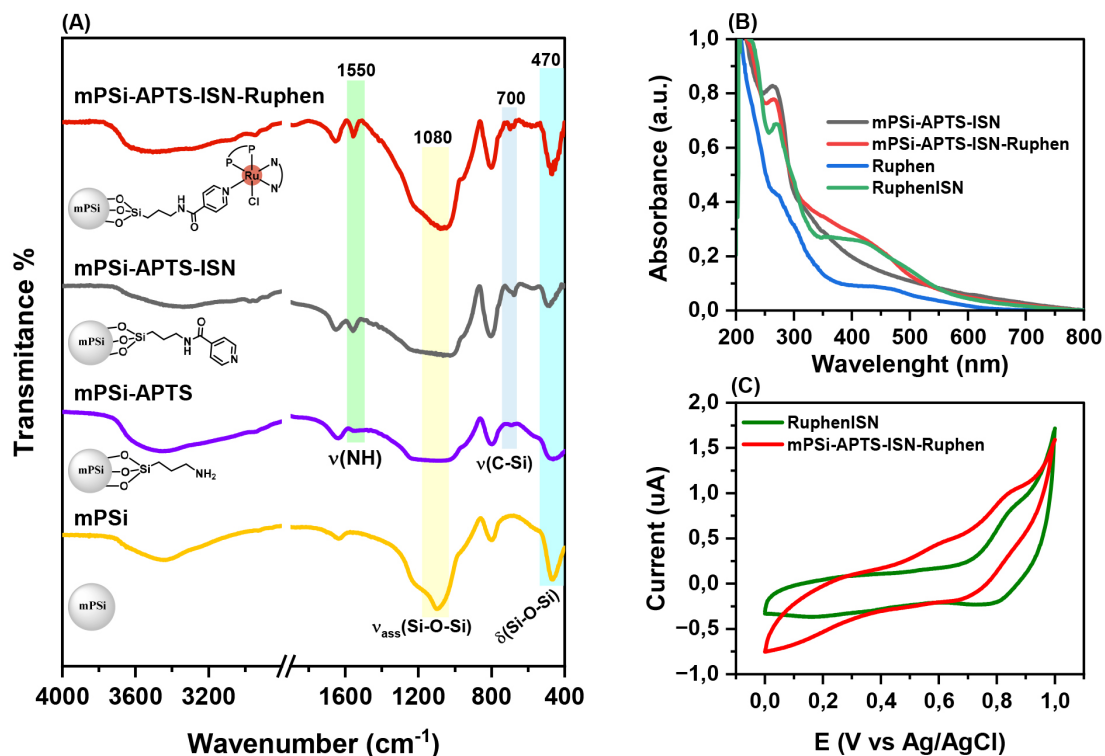 (A)
1550
1080
700
470
mPSi-APTS-ISN-Ruphen
P
P
N
N
Ru
Cl
N
mPSi
O
O
O
Si
H
N
O
mPSi-APTS-ISN
mPSi
O
O
O
Si
H
N
O
N
mPSi-APTS
ν(NH)
ν(C-Si)
mPSi
O
O
O
Si
NH2
mPSi
mPSi
νass(Si-O-Si)
δ(Si-O-Si)
Transmitance %
4000 3600 3200 1600 1200 800 400
Wavenumber (cm-1)
(B)
1,0
0,8
0,6
0,4
0,2
0,0
Absorbance (a.u.)
mPSi-APTS-ISN
mPSi-APTS-ISN-Ruphen
Ruphen
RuphenISN
200 300 400 500 600 700 800
Wavelenght (nm)
(C)
2,0
1,5
1,0
0,5
0,0
−0,5
−1,0
Current (uA)
RuphenISN
mPSi-APTS-ISN-Ruphen
0,0 0,2 0,4 0,6 0,8 1,0
E (V vs Ag/AgCl)